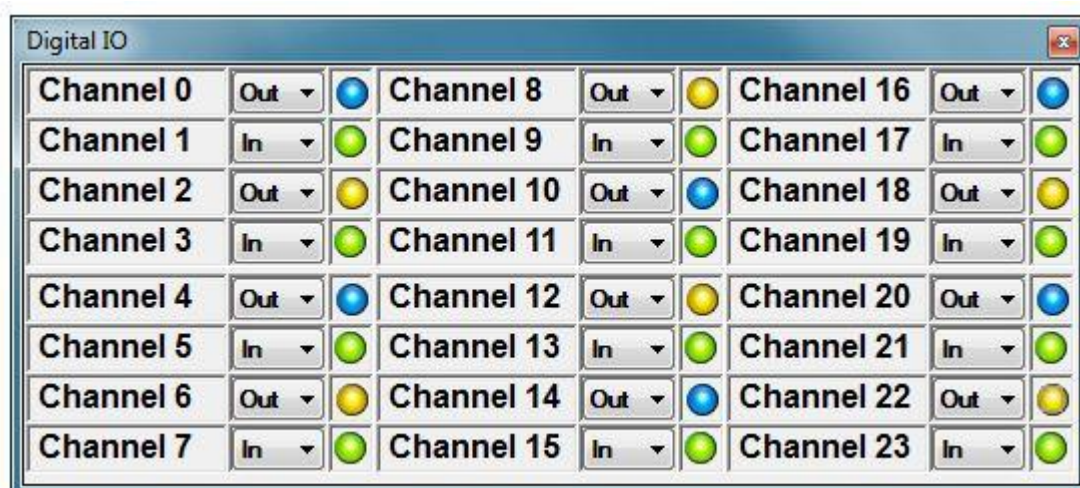 Digital IO
Channel 0 Out Channel 8 Out Channel 16 Out
Channel 1 In Channel 9 In Channel 17 In
Channel 2 Out Channel 10 Out Channel 18 Out
Channel 3 In Channel 11 In Channel 19 In
Channel 4 Out Channel 12 Out Channel 20 Out
Channel 5 In Channel 13 In Channel 21 In
Channel 6 Out Channel 14 Out Channel 22 Out
Channel 7 In Channel 15 In Channel 23 In